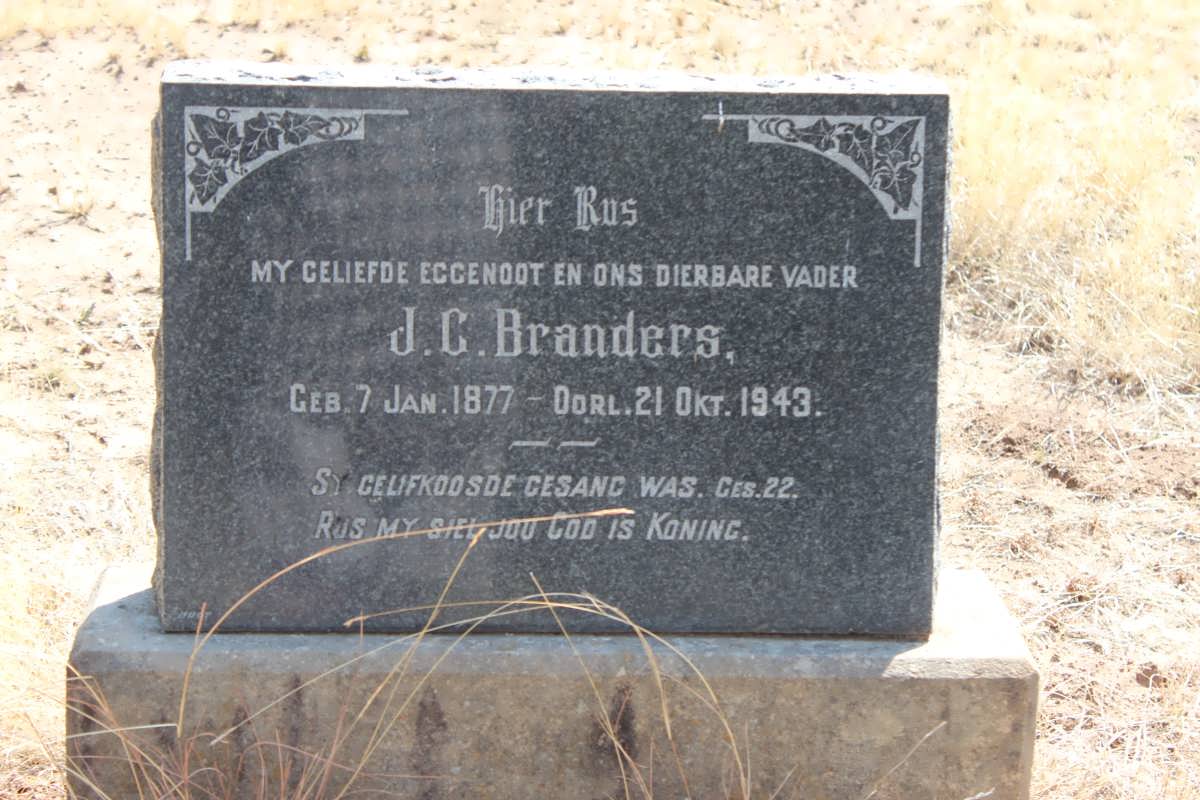 Hier Rus
MY GELIEFDE EGGENOOT EN ONS DIERBARE VADER
J. C. Branders,
GEB. 7 JAN. 1877 – OORL. 21 OKT. 1943.
SY GELIFKOOSDE GESANG WAS. GES. 22.
RUS MY SIEL JOU GOD IS KONING.